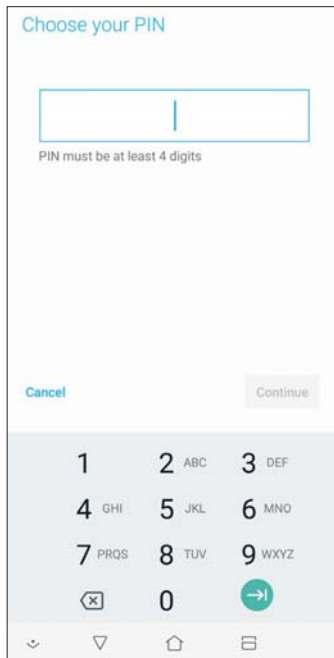 Choose your PIN
PIN must be at least 4 digits
Cancel Continue
1 2 ABC 3 DEF
4 GHI 5 JKL 6 MNO
7 PRQS 8 TUV 9 WXYZ
0